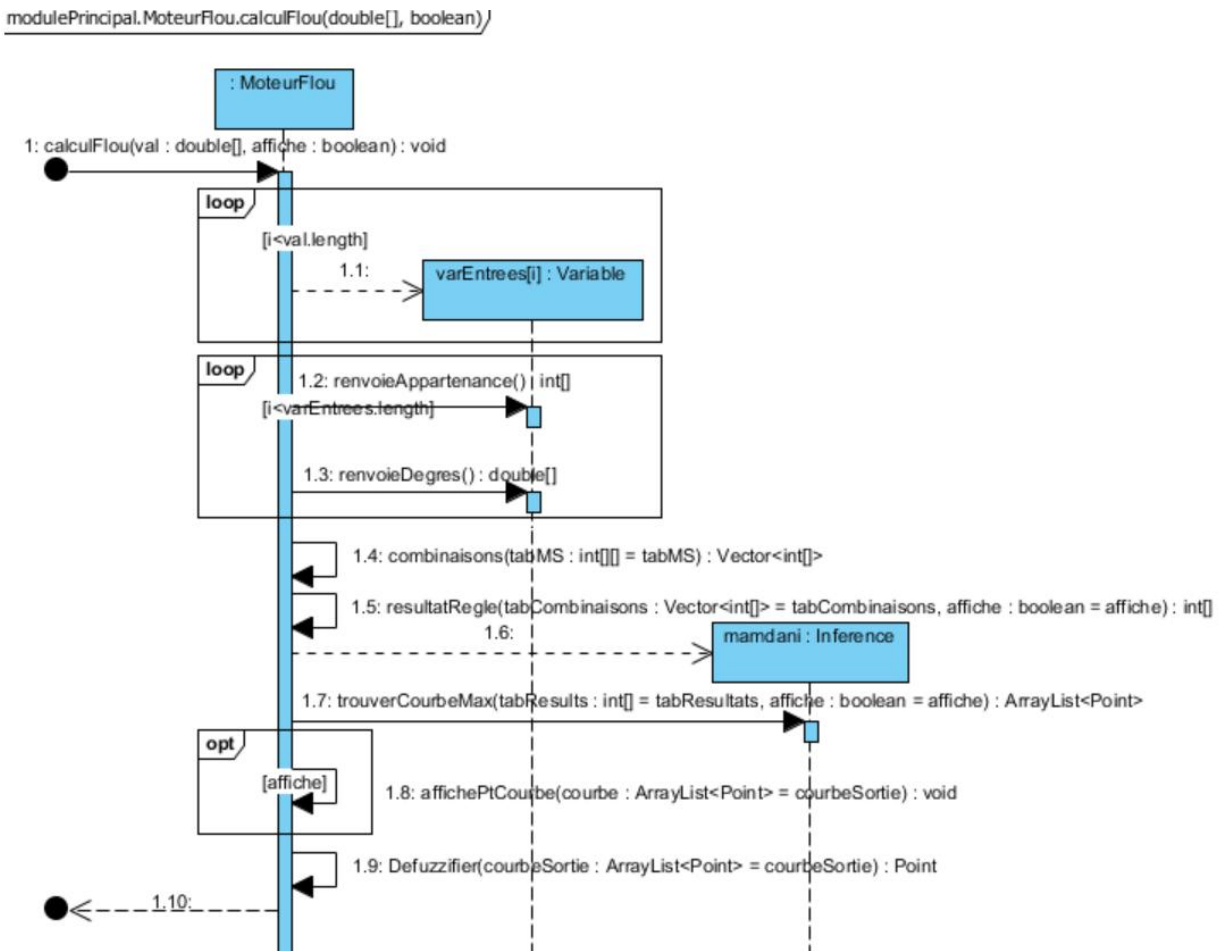 modulePrincipal.MoteurFlou.calculFlou(double[], boolean)
: MoteurFlou
1: calculFlou(val : double[], affiche : boolean) : void
loop
[i<val.length]
1.1:
varEntrees[i] : Variable
loop
1.2: renvoieAppartenance() : int[]
[i<varEntrees.length]
1.3: renvoieDegres() : double[]
1.4: combinaisons(tabMS : int[][] = tabMS) : Vector<int[]>
1.5: resultatRegle(tabCombinaisons : Vector<int[]> = tabCombinaisons, affiche : boolean = affiche) : int[]
1.6:
mamdani : Inference
1.7: trouverCourbeMax(tabResults : int[] = tabResultats, affiche : boolean = affiche) : ArrayList<Point>
opt
[affiche]
1.8: affichePtCourbe(courbe : ArrayList<Point> = courbeSortie) : void
1.9: Defuzzifier(courbeSortie : ArrayList<Point> = courbeSortie) : Point
1.10: